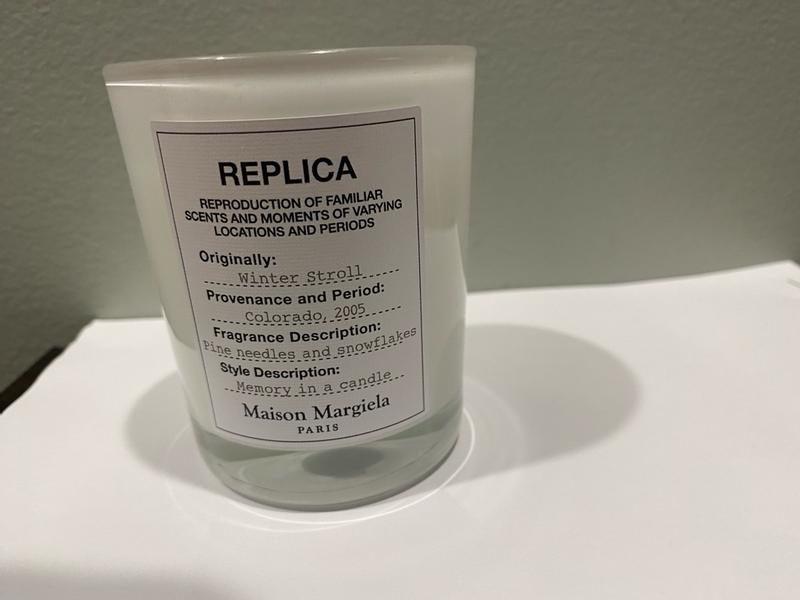 REPLICA
REPRODUCTION OF FAMILIAR
SCENTS AND MOMENTS OF VARYING
LOCATIONS AND PERIODS
Originally:
Winter Stroll
Provenance and Period:
Colorado, 2005
Fragrance Description:
Pine needles and snowflakes
Style Description:
Memory in a candle
Maison Margiela
PARIS